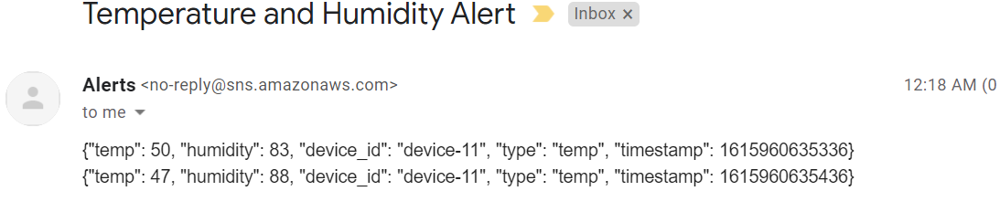 Temperature and Humidity Alert Inbox ×
Alerts <no-reply@sns.amazonaws.com> 12:18 AM (0
to me
{"temp": 50, "humidity": 83, "device_id": "device-11", "type": "temp", "timestamp": 1615960635336}
{"temp": 47, "humidity": 88, "device_id": "device-11", "type": "temp", "timestamp": 1615960635436}